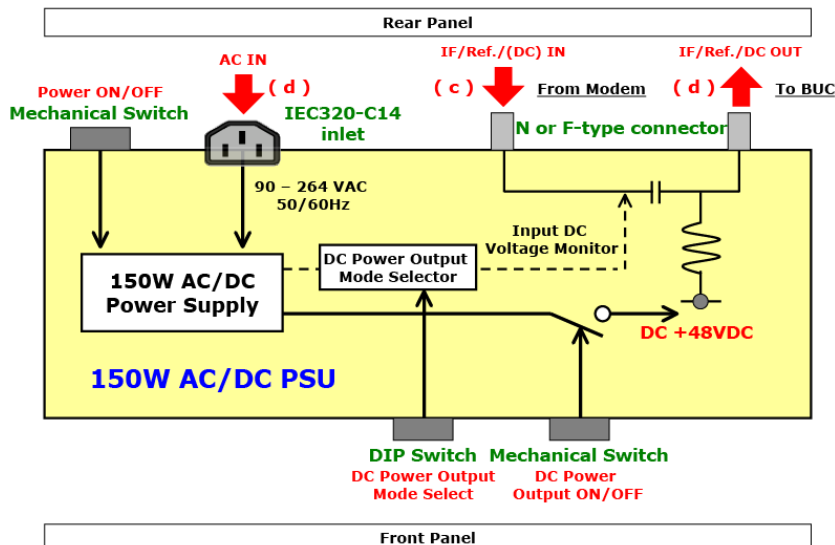 Rear Panel
AC IN
IF/Ref./(DC) IN
IF/Ref./DC OUT
Power ON/OFF
( d )
( c )
From Modem
( d )
To BUC
Mechanical Switch
IEC320-C14
inlet
N or F-type connector
90 – 264 VAC
50/60Hz
Input DC
Voltage Monitor
DC Power Output
Mode Selector
150W AC/DC
Power Supply
DC +48VDC
150W AC/DC PSU
DIP Switch
Mechanical Switch
DC Power Output
Mode Select
DC Power
Output ON/OFF
Front Panel